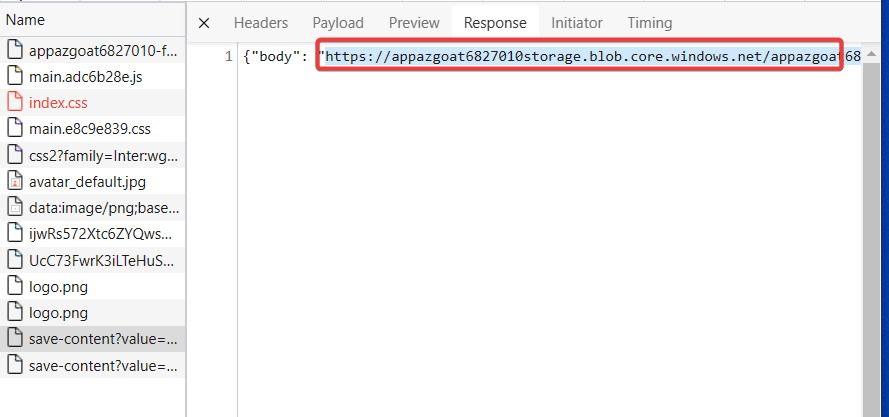 Name
Headers Payload Preview Response Initiator Timing
appazgoat6827010-f...
main.adc6b28e.js
index.css
main.e8c9e839.css
css2?family=Inter:wg...
avatar_default.jpg
data:image/png;base...
ijwRs572Xtc6ZYQws...
UcC73FwrK3iLTeHuS...
logo.png
logo.png
save-content?value=...
save-content?value=...
1 {"body": "https://appazgoat6827010storage.blob.core.windows.net/appazgoat68